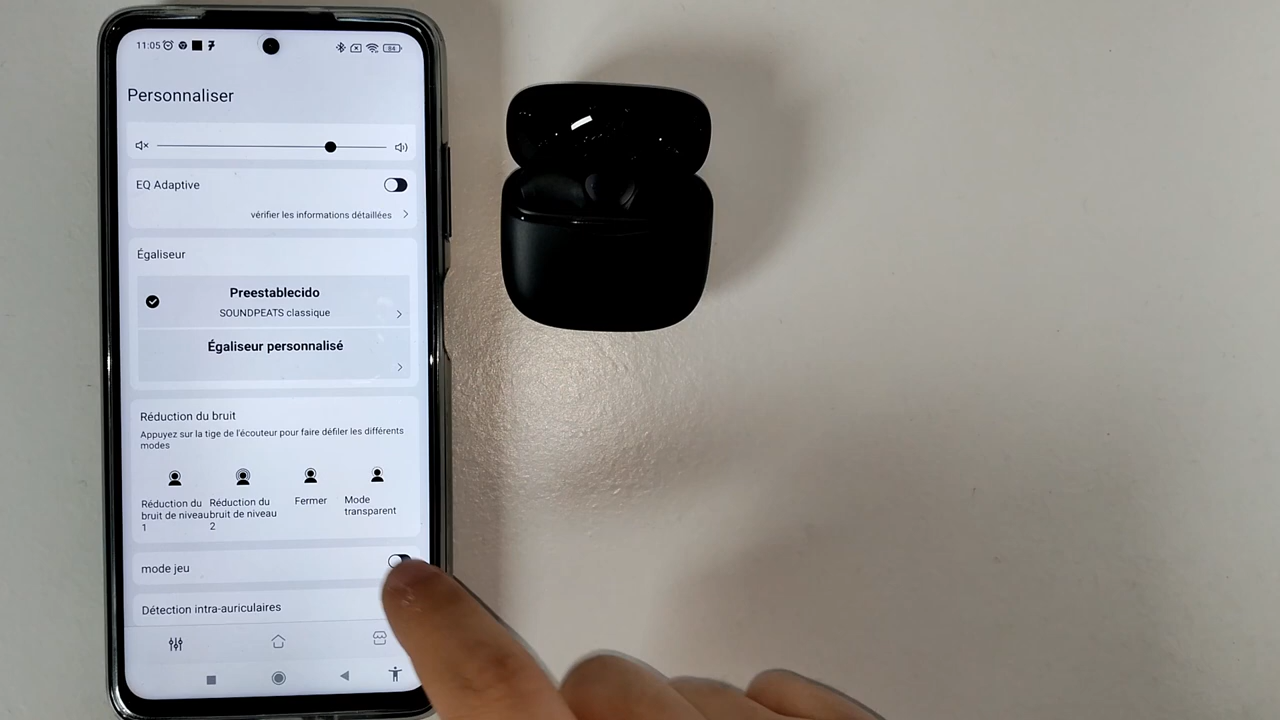 11:05
84
Personnaliser
EQ Adaptive
vérifier les informations détaillées
Égaliseur
Preestablecido
SOUNDPEATS classique
Égaliseur personnalisé
Réduction du bruit
Appuyez sur la tige de l'écouteur pour faire défiler les différents
modes
Réduction du
bruit de niveau
1
Réduction du
bruit de niveau
2
Fermer
Mode
transparent
mode jeu
Détection intra-auriculaires